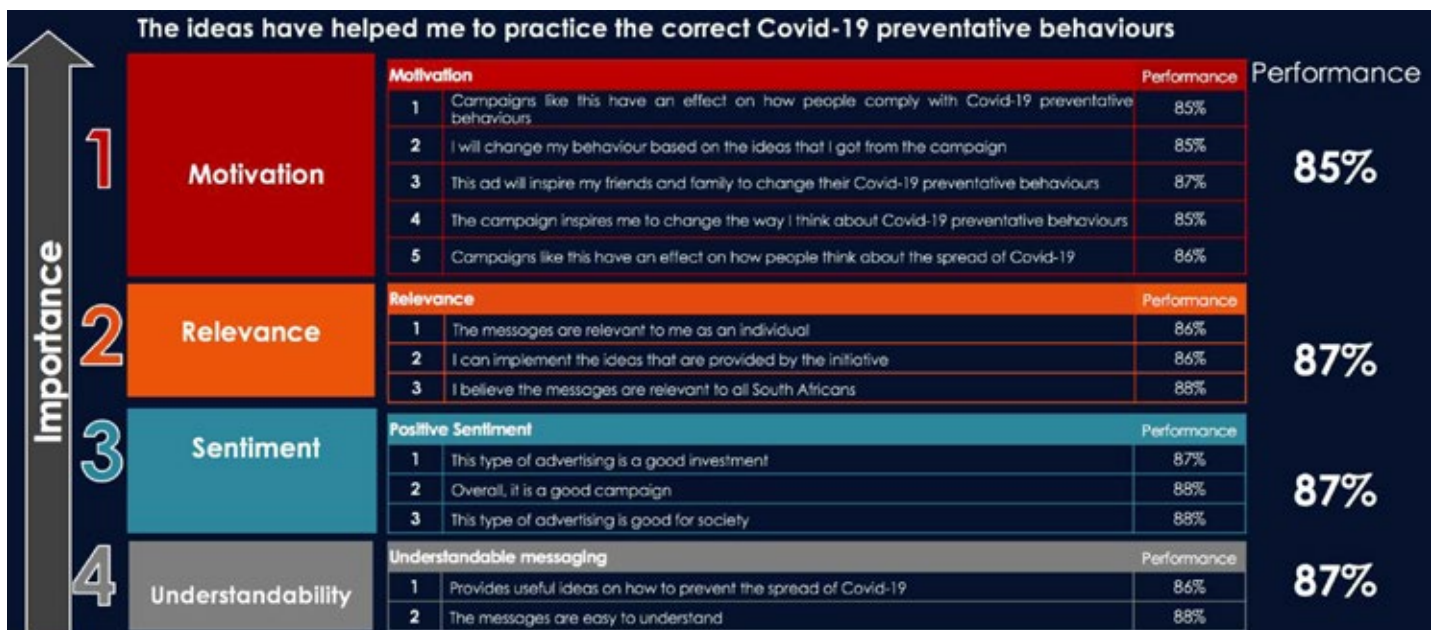 The ideas have helped me to practice the correct Covid-19 preventative behaviours
Importance
Performance
1
Motivation
Motivation Performance
1 Campaigns like this have an effect on how people comply with Covid-19 preventative
behaviours 85%
2 I will change my behaviour based on the ideas that I got from the campaign 85%
3 This ad will inspire my friends and family to change their Covid-19 preventative behaviours 87%
4 The campaign inspires me to change the way I think about Covid-19 preventative behaviours 85%
5 Campaigns like this have an effect on how people think about the spread of Covid-19 86%
85%
2
Relevance
Relevance Performance
1 The messages are relevant to me as an individual 86%
2 I can implement the ideas that are provided by the initiative 86%
3 I believe the messages are relevant to all South Africans 88%
87%
3
Sentiment
Positive Sentiment Performance
1 This type of advertising is a good investment 87%
2 Overall, it is a good campaign 88%
3 This type of advertising is good for society 88%
87%
4
Understandability
Understandable messaging Performance
1 Provides useful ideas on how to prevent the spread of Covid-19 86%
2 The messages are easy to understand 88%
87%